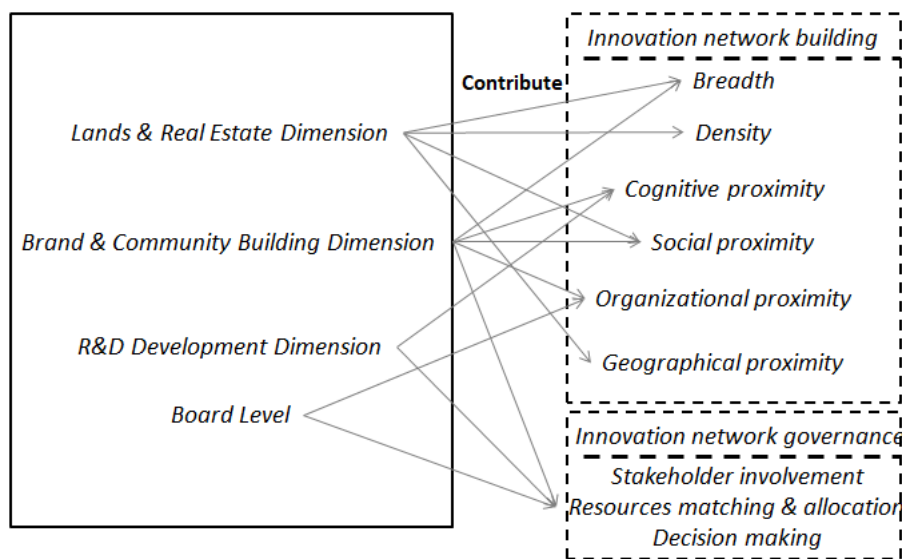 Innovation network building
Contribute
Breadth
Lands & Real Estate Dimension
Density
Cognitive proximity
Brand & Community Building Dimension
Social proximity
Organizational proximity
R&D Development Dimension
Geographical proximity
Board Level
Innovation network governance
Stakeholder involvement
Resources matching & allocation
Decision making